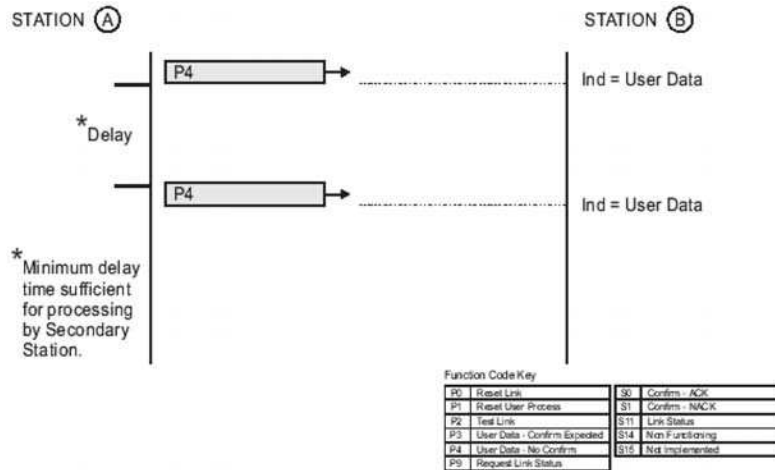 STATION A
STATION B
P4
Ind = User Data
* Delay
P4
Ind = User Data
* Minimum delay
time sufficient
for processing
by Secondary
Station.
Function Code Key
P0 Reset Link S0 Confirm - ACK
P1 Reset User Process S1 Confirm - NACK
P2 Test Link S11 Link Status
P3 User Data - Confirm Expected S14 Non Functioning
P4 User Data - No Confirm S15 Not Implemented
P9 Request Link Status